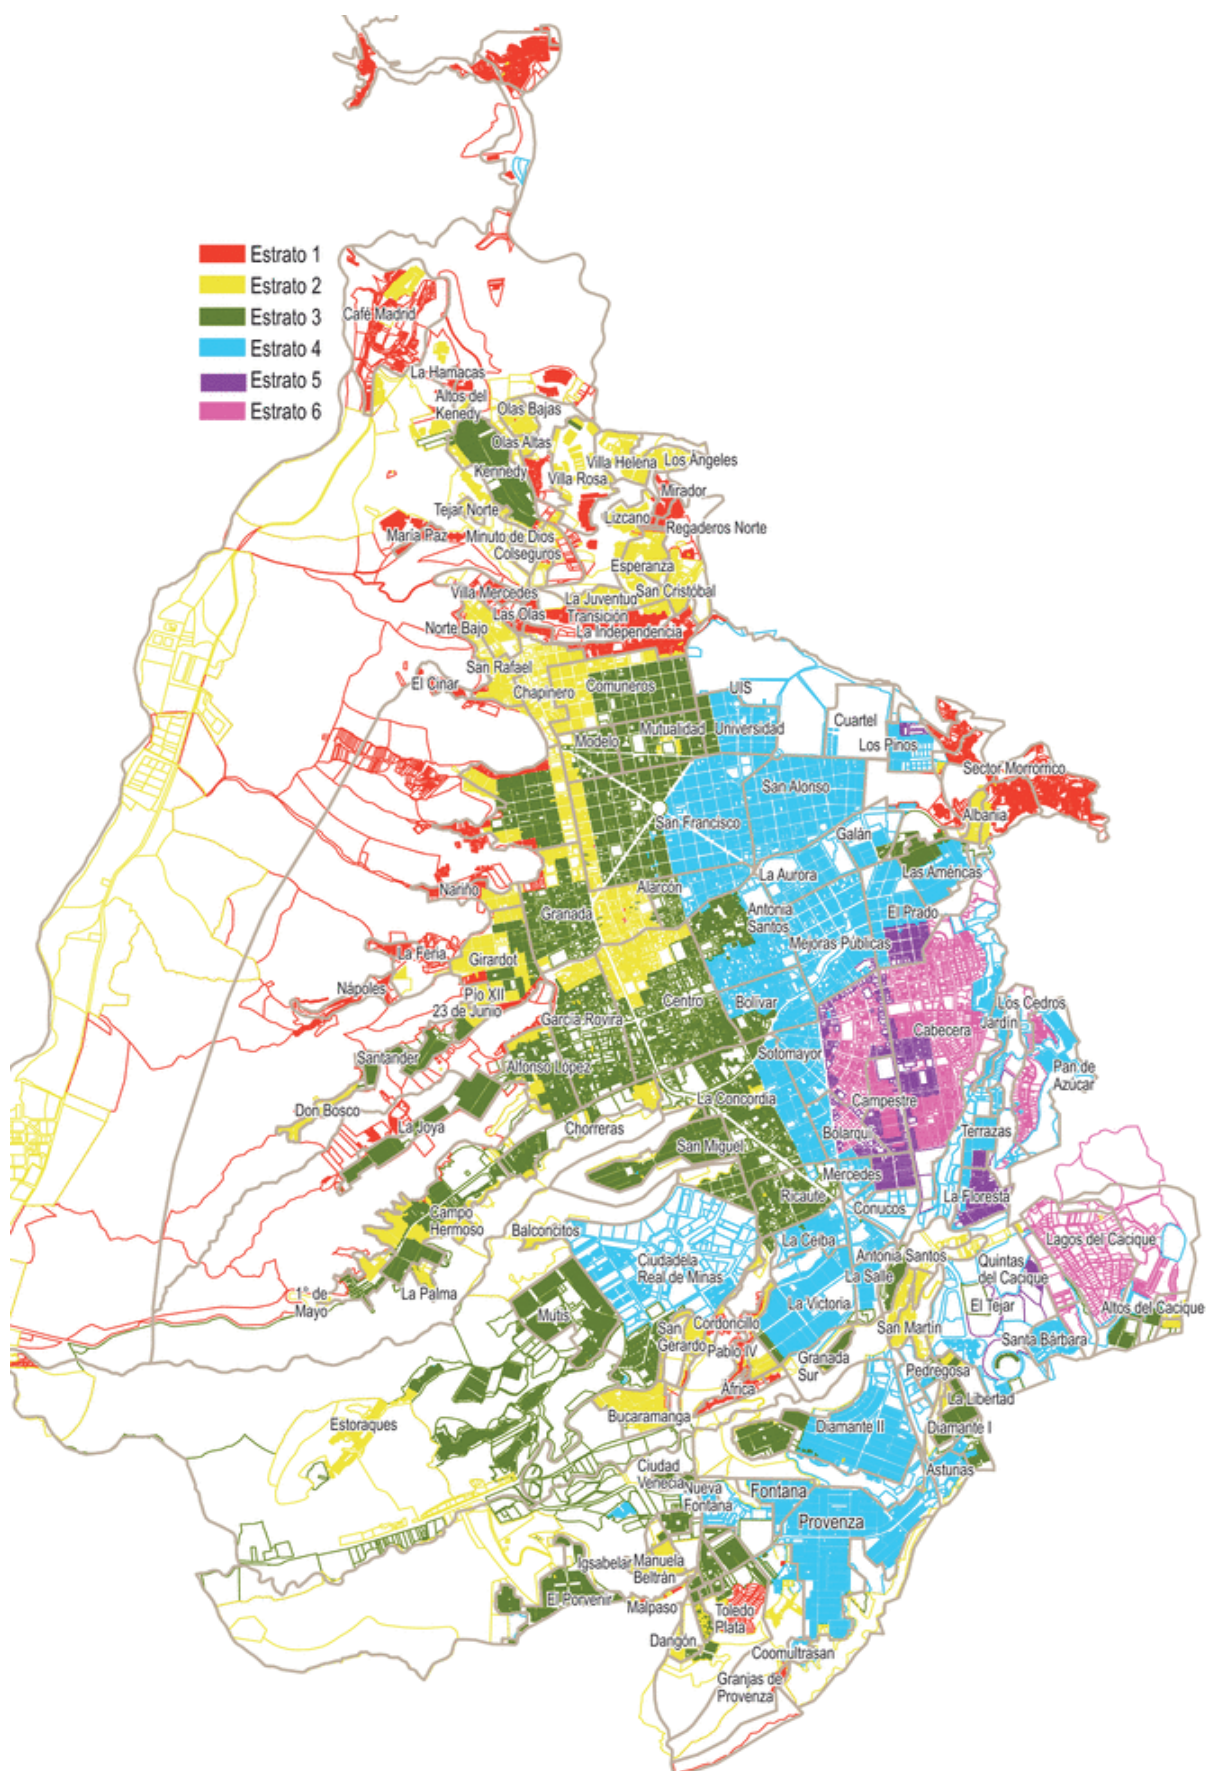 Estrato 1
Estrato 2
Estrato 3
Estrato 4
Estrato 5
Estrato 6
Café Madrid
La Hamacas
Altos del
Kenedy
Olas Bajas
Olas Altas
Kennedy
Villa Helena
Los Angeles
Villa Rosa
Mirador
Tejar Norte
Lizcano
Regaderos Norte
María Paz
Minuto de Dios
Colseguros
Esperanza
Villa Mercedes
La Juventud
San Cristóbal
Las Olas
Transición
Norte Bajo
La Independencia
San Rafael
El Cinar
Chapinero
Comuneros
UIS
Mutualidad
Universidad
Cuartel
Modelo
Los Pinos
Sector Morrorrico
San Alonso
San Francisco
Albania
Galán
La Aurora
Las Américas
Nariño
Alarcón
Granada
Antonia
Santos
El Prado
Mejoras Públicas
La Feria
Girardot
Nápoles
Pio XII
23 de Junio
Centro
Bolívar
Los Cedros
Jardín
García Rovira
Cabecera
Santander
Sotomayor
Alfonso López
Pan de
Azúcar
La Concordia
Campestre
Don Bosco
La Joya
Chorreras
Bolarqui
Terrazas
San Miguel
Mercedes
Ricaute
La Floresta
Conucos
Campo
Hermoso
Balconcitos
La Ceiba
Lagos del Cacique
Ciudadela
Real de Minas
Antonia Santos
La Salle
Quintas
del Cacique
1° de
Mayo
La Palma
La Victoria
El Tejar
Altos del Cacique
Mutis
San
Gerardo
Cordoncillo
Pablo IV
San Martín
Santa Bárbara
Granada
Sur
Pedregosa
África
La Libertad
Bucaramanga
Estoraques
Diamante II
Diamante I
Ciudad
Venecia
Asturias
Nueva
Fontana
Fontana
Provenza
Igsabelar
Manuela
Beltrán
El Porvenir
Malpaso
Toledo
Plata
Dangón
Coomultrasan
Granjas de
Provenza